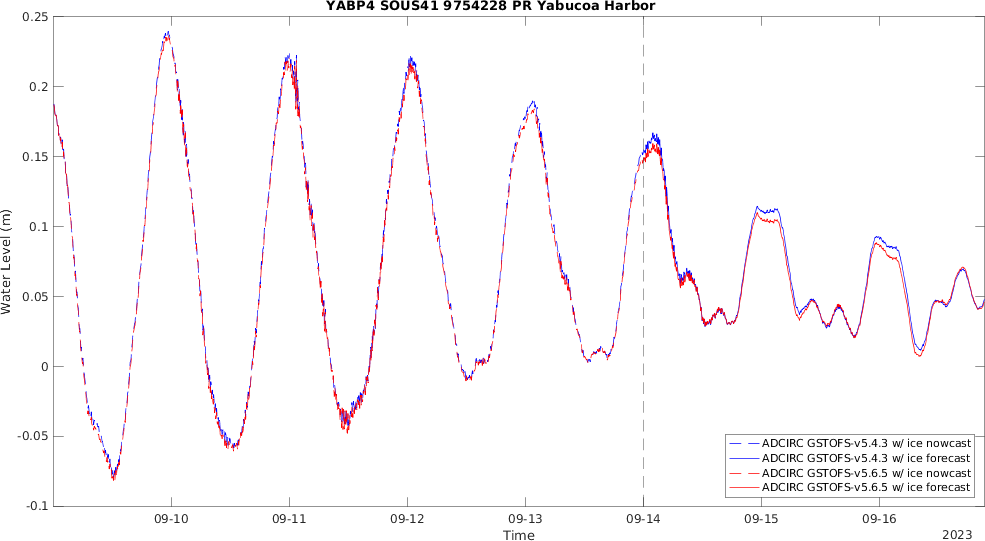 YABP4 SOUS41 9754228 PR Yabucoa Harbor
0.25
0.2
0.15
0.1
0.05
0
-0.05
-0.1
Water Level (m)
09-10 09-11 09-12 09-13 09-14 09-15 09-16
Time
2023
ADCIRC GSTOFS-v5.4.3 w/ ice nowcast
ADCIRC GSTOFS-v5.4.3 w/ ice forecast
ADCIRC GSTOFS-v5.6.5 w/ ice nowcast
ADCIRC GSTOFS-v5.6.5 w/ ice forecast